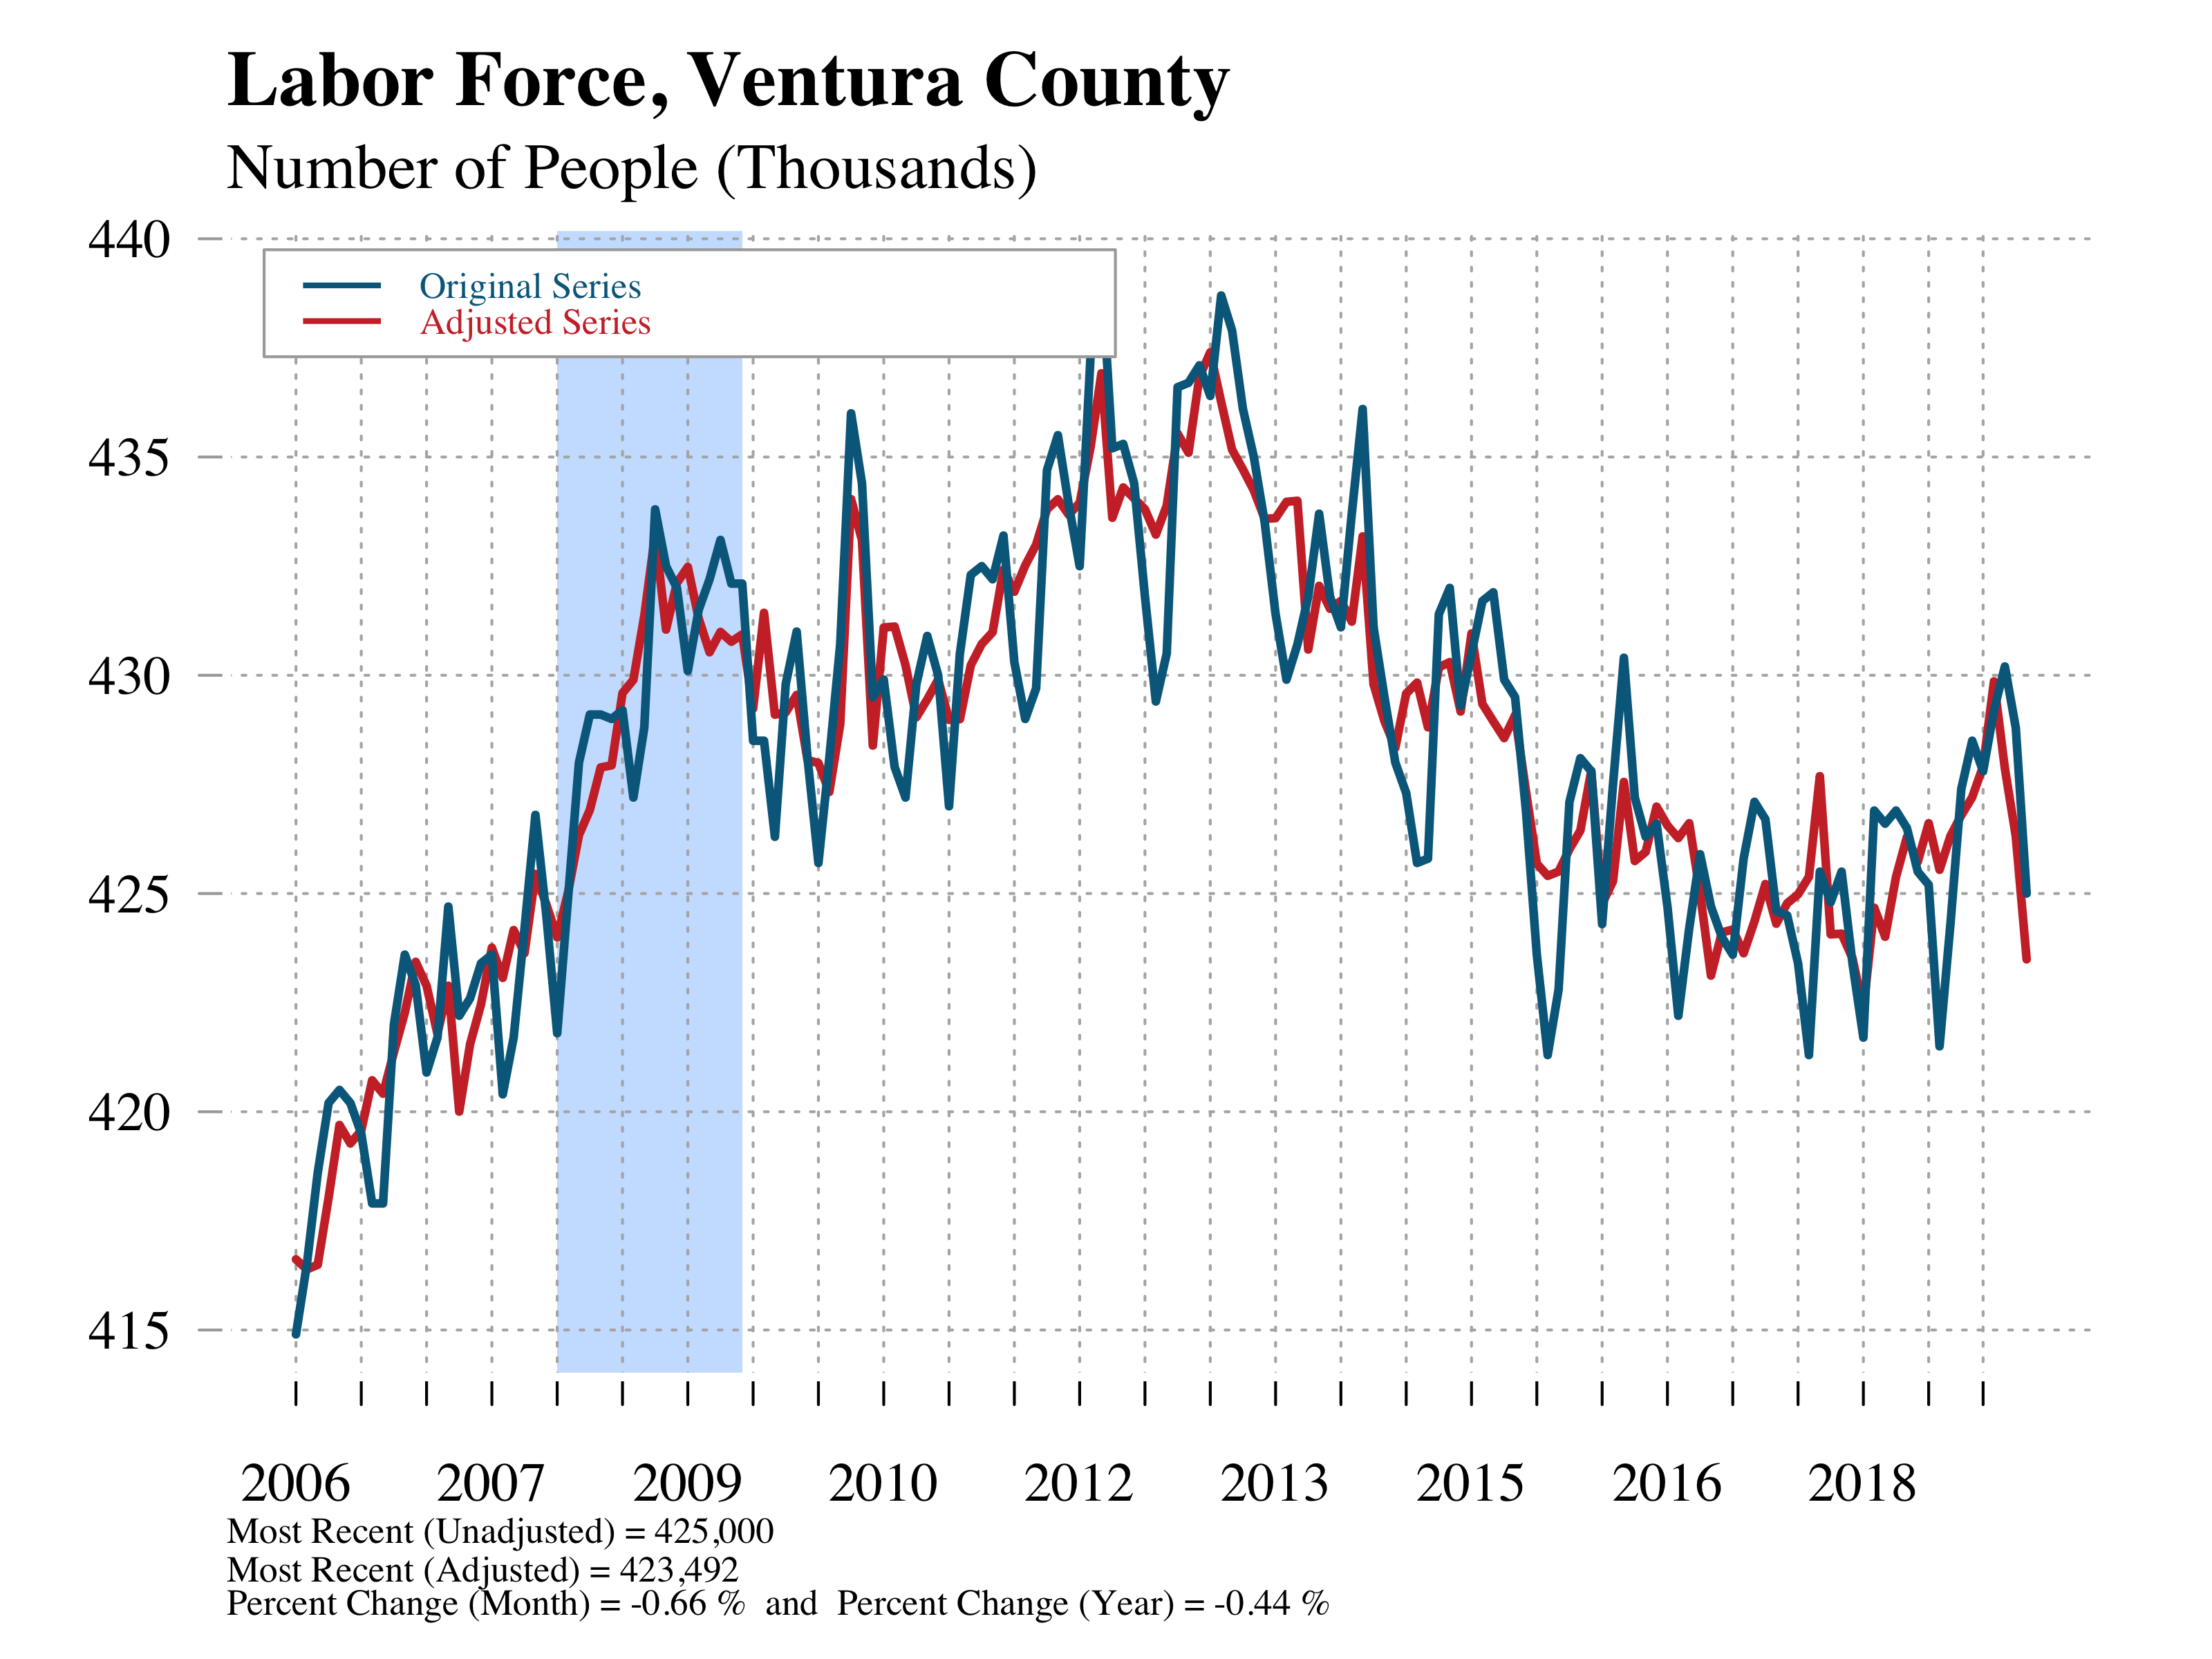 Labor Force, Ventura County
Number of People (Thousands)
440
Original Series
Adjusted Series
435
430
425
420
415
2006 2007 2009 2010 2012 2013 2015 2016 2018
Most Recent (Unadjusted) = 425,000
Most Recent (Adjusted) = 423,492
Percent Change (Month) = -0.66 % and Percent Change (Year) = -0.44 %